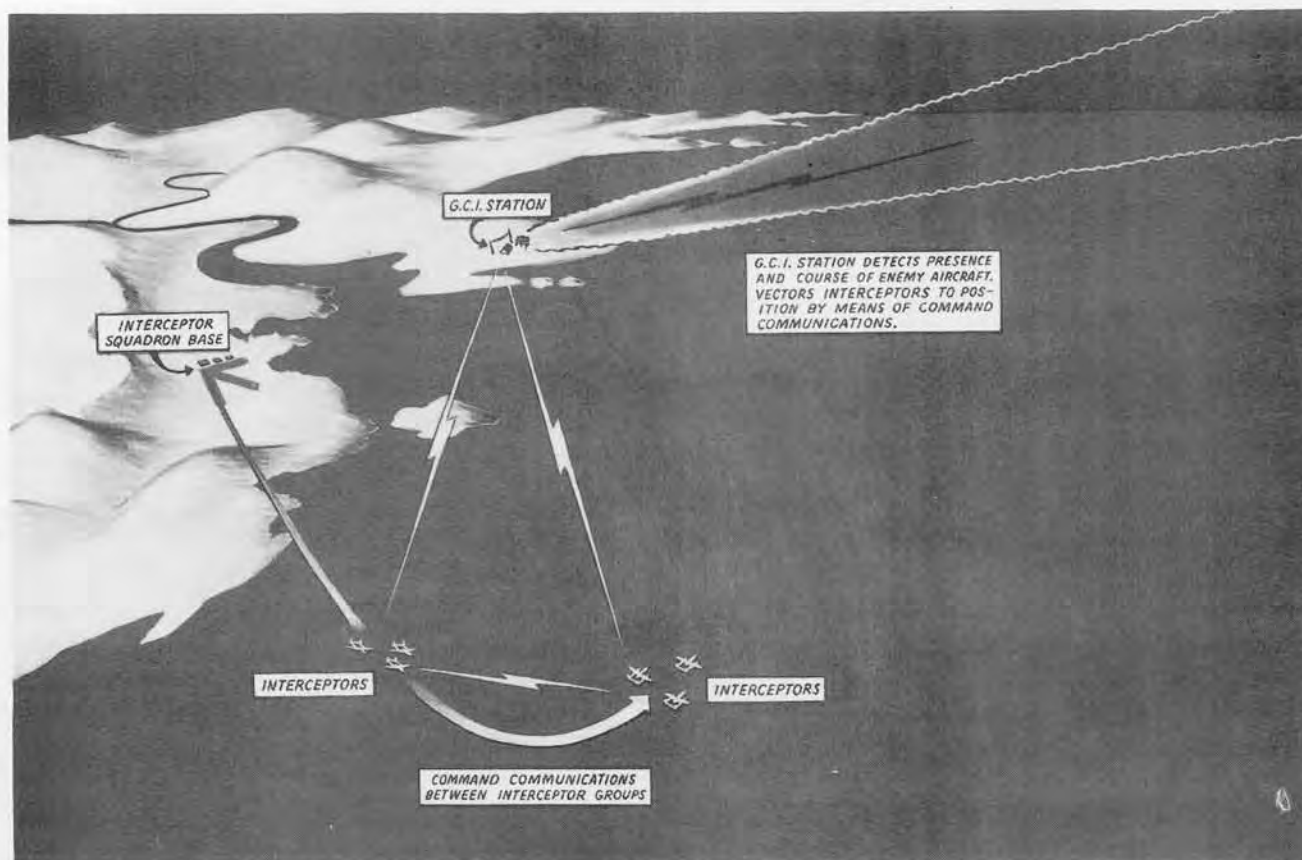 G.C.I. STATION
G.C.I. STATION DETECTS PRESENCE
AND COURSE OF ENEMY AIRCRAFT.
VECTORS INTERCEPTORS TO POS-
ITION BY MEANS OF COMMAND
COMMUNICATIONS.
INTERCEPTOR
SQUADRON BASE
INTERCEPTORS
INTERCEPTORS
COMMAND COMMUNICATIONS
BETWEEN INTERCEPTOR GROUPS